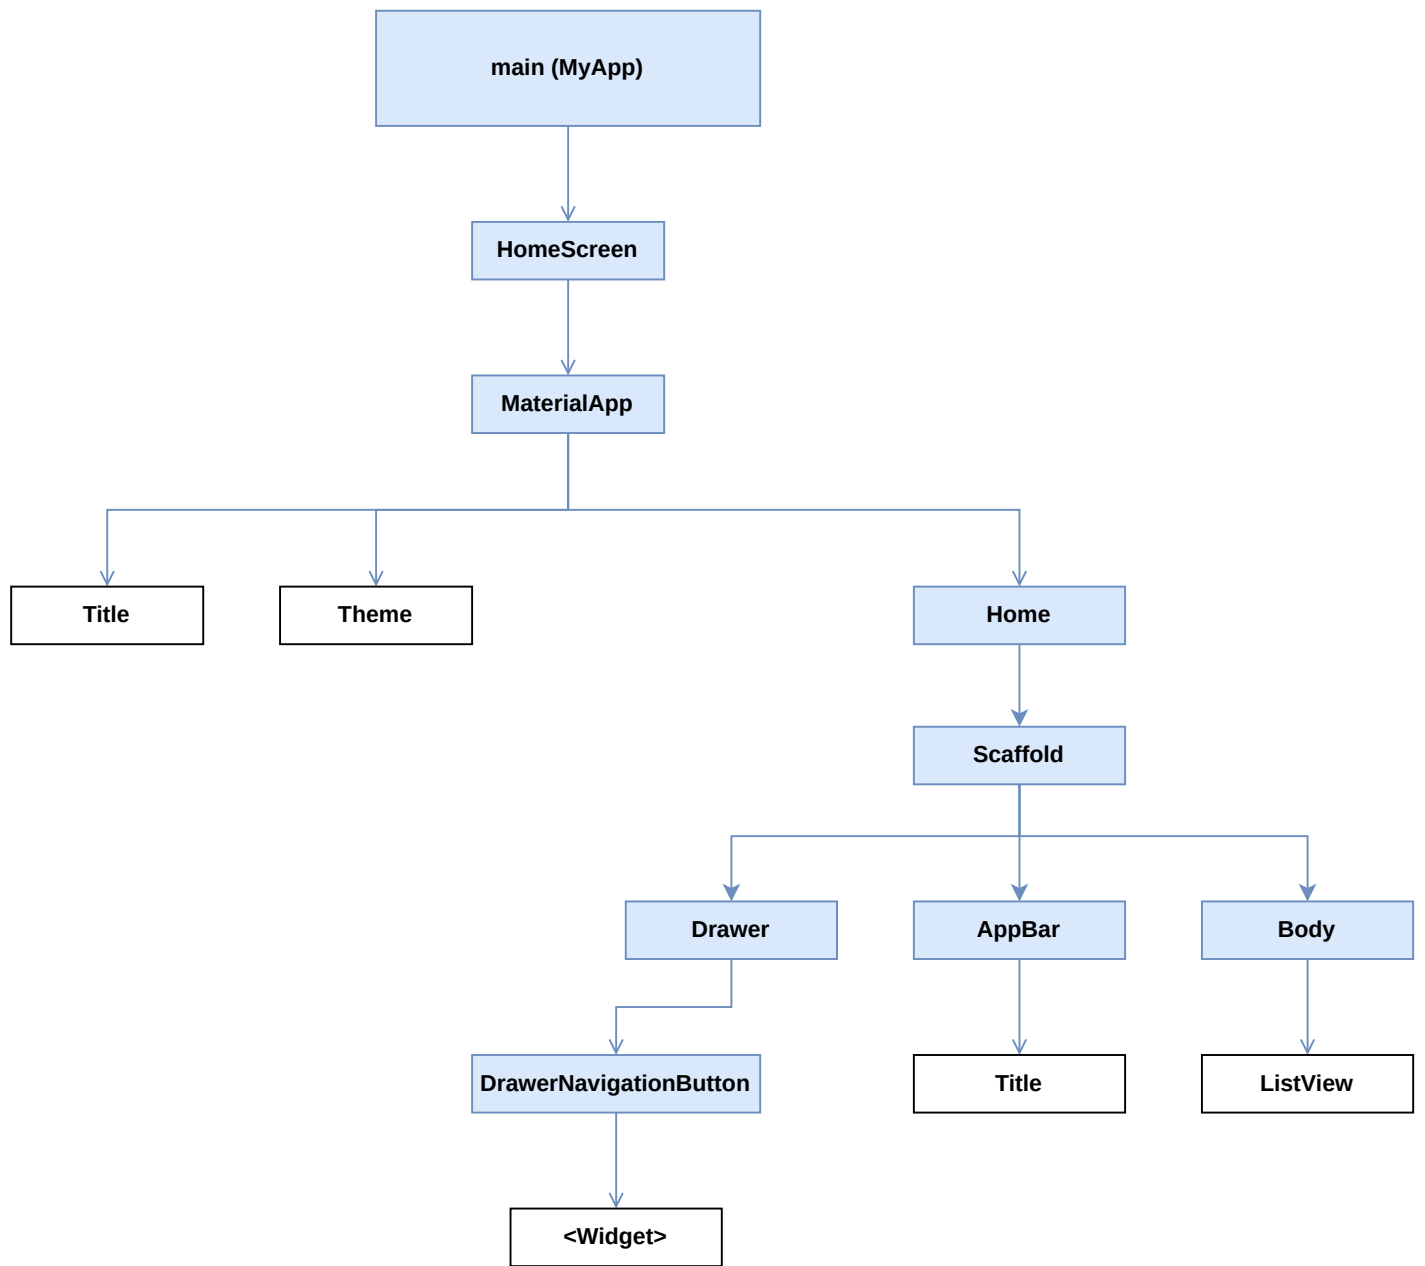 main (MyApp)
HomeScreen
MaterialApp
Title
Theme
Home
Scaffold
Drawer
AppBar
Body
DrawerNavigationButton
Title
ListView
<Widget>